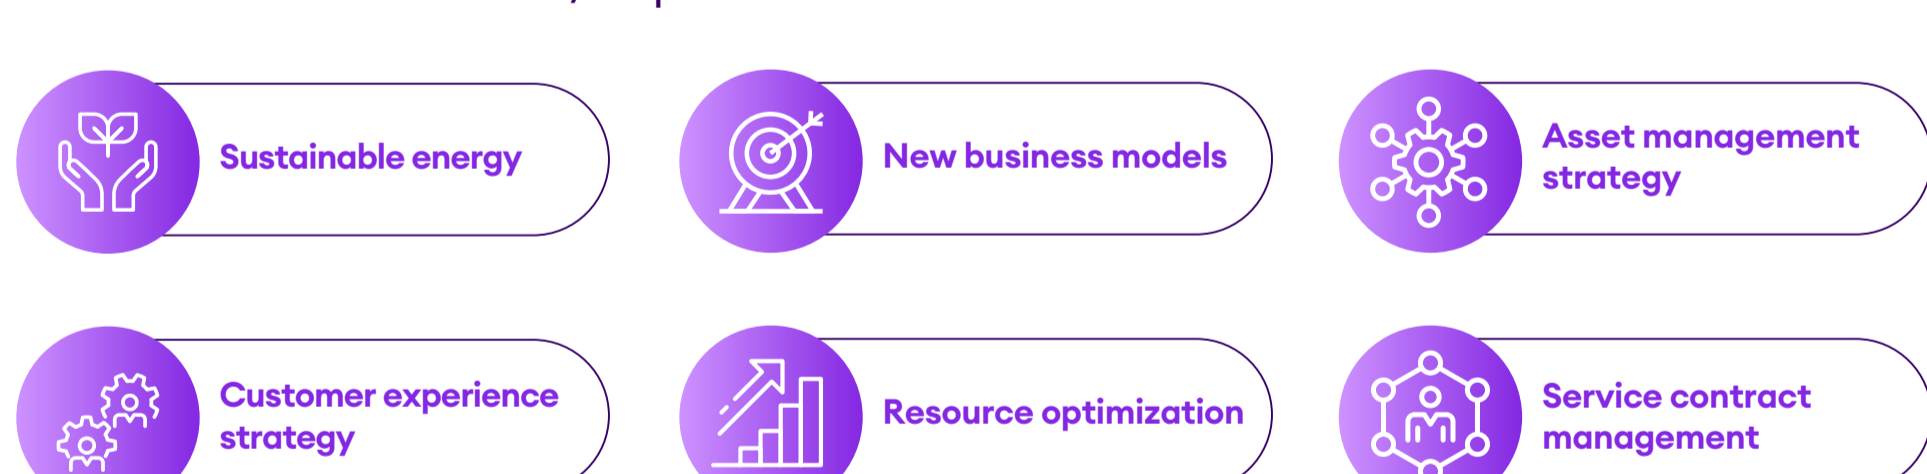 Sustainable energy
New business models
Asset management
strategy
Customer experience
strategy
Resource optimization
Service contract
management